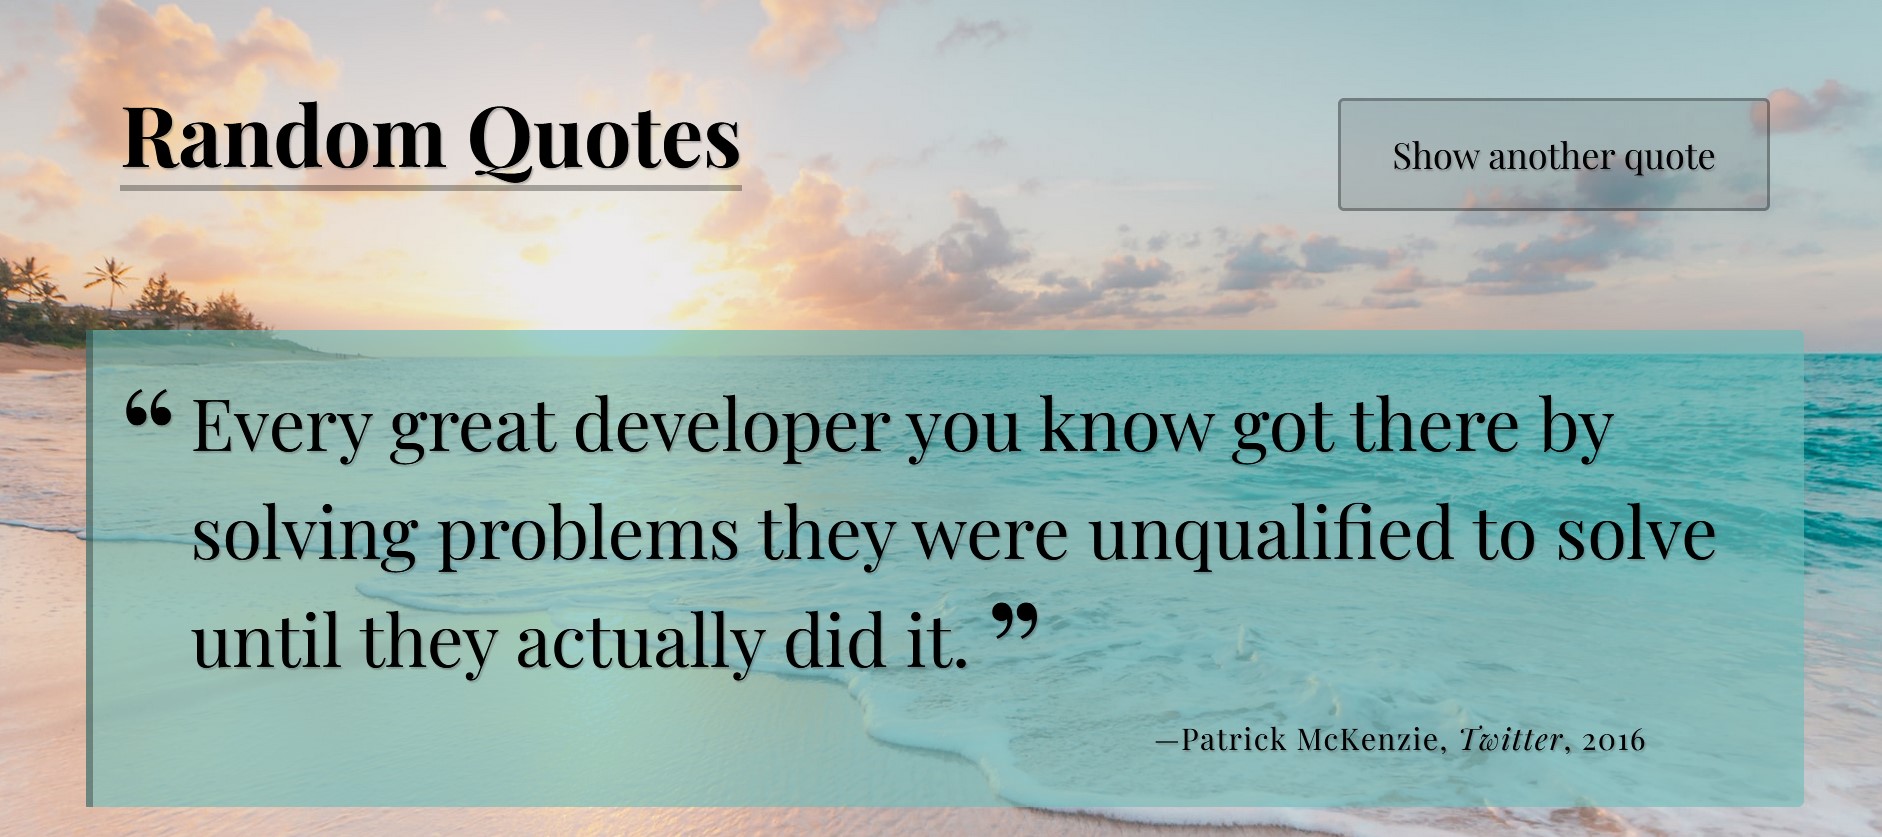 Random Quotes
Show another quote
“ Every great developer you know got there by
solving problems they were unqualified to solve
until they actually did it. ”
—Patrick McKenzie, Twitter, 2016